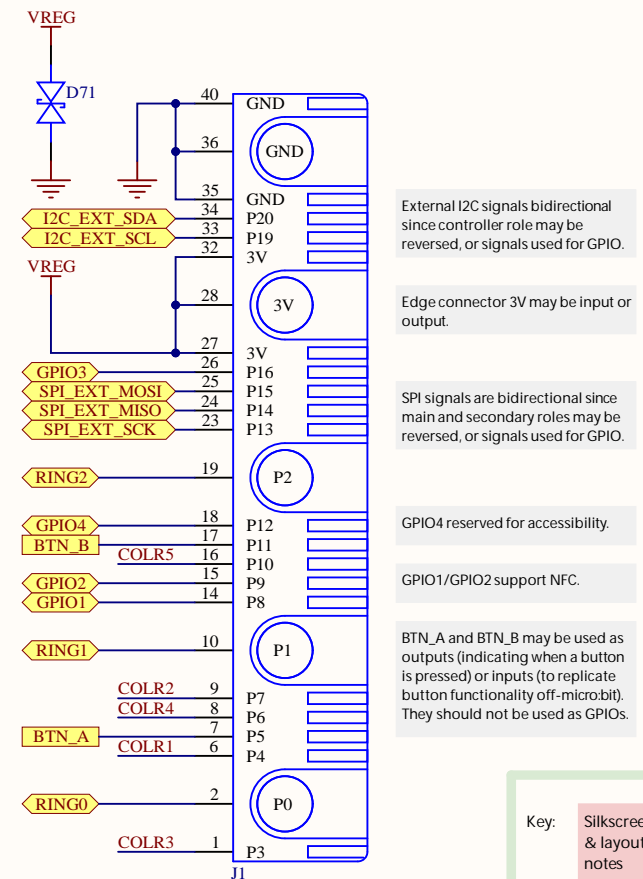 VREG
D71
40 GND
36 GND
35 GND
I2C_EXT_SDA 34 P20
I2C_EXT_SCL 33 P19
32 3V
VREG
28 3V
27 3V
GPIO3 26 P16
SPI_EXT_MOSI 25 P15
SPI_EXT_MISO 24 P14
SPI_EXT_SCK 23 P13
RING2 19 P2
GPIO4 18 P12
BTN_B 17 P11
COLR5 16 P10
GPIO2 15 P9
GPIO1 14 P8
RING1 10 P1
COLR2 9 P7
COLR4 8 P6
BTN_A 7 P5
COLR1 6 P4
RING0 2 P0
COLR3 1 P3
J1
External I2C signals bidirectional
since controller role may be
reversed, or signals used for GPIO.
Edge connector 3V may be input or
output.
SPI signals are bidirectional since
main and secondary roles may be
reversed, or signals used for GPIO.
GPIO4 reserved for accessibility.
GPIO1/GPIO2 support NFC.
BTN_A and BTN_B may be used as
outputs (indicating when a button
is pressed) or inputs (to replicate
button functionality off-micro:bit).
They should not be used as GPIOs.
Key:
Silkscree
& layout
notes